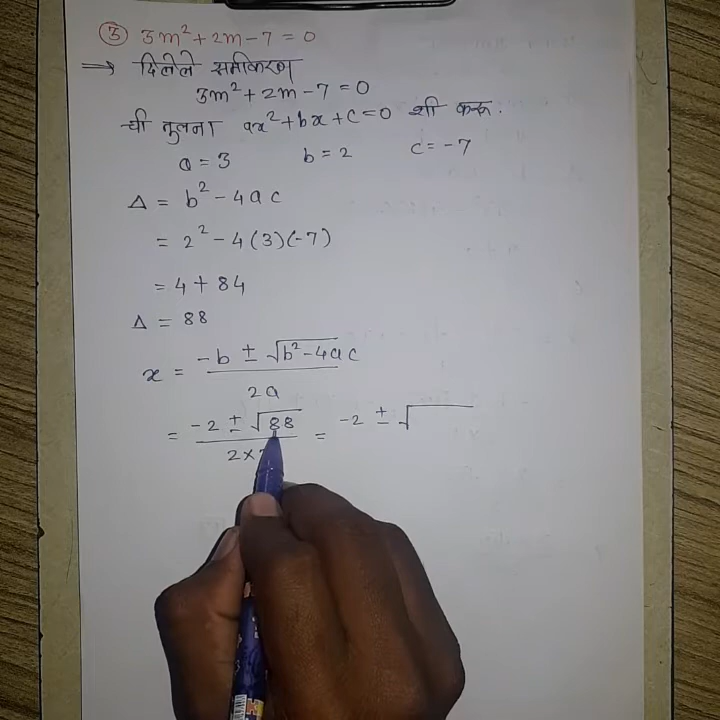 ③ 3m² + 2m - 7 = 0
⇒ दिलेले समीकरण
3m² + 2m - 7 = 0
ची तुलना ax² + bx + c = 0 शी करू.
a = 3 b = 2 c = -7
Δ = b² - 4ac
= 2² - 4(3)(-7)
= 4 + 84
Δ = 88
x = (-b ± √(b² - 4ac)) / 2a
= (-2 ± √88) / 2× = -2 ± √